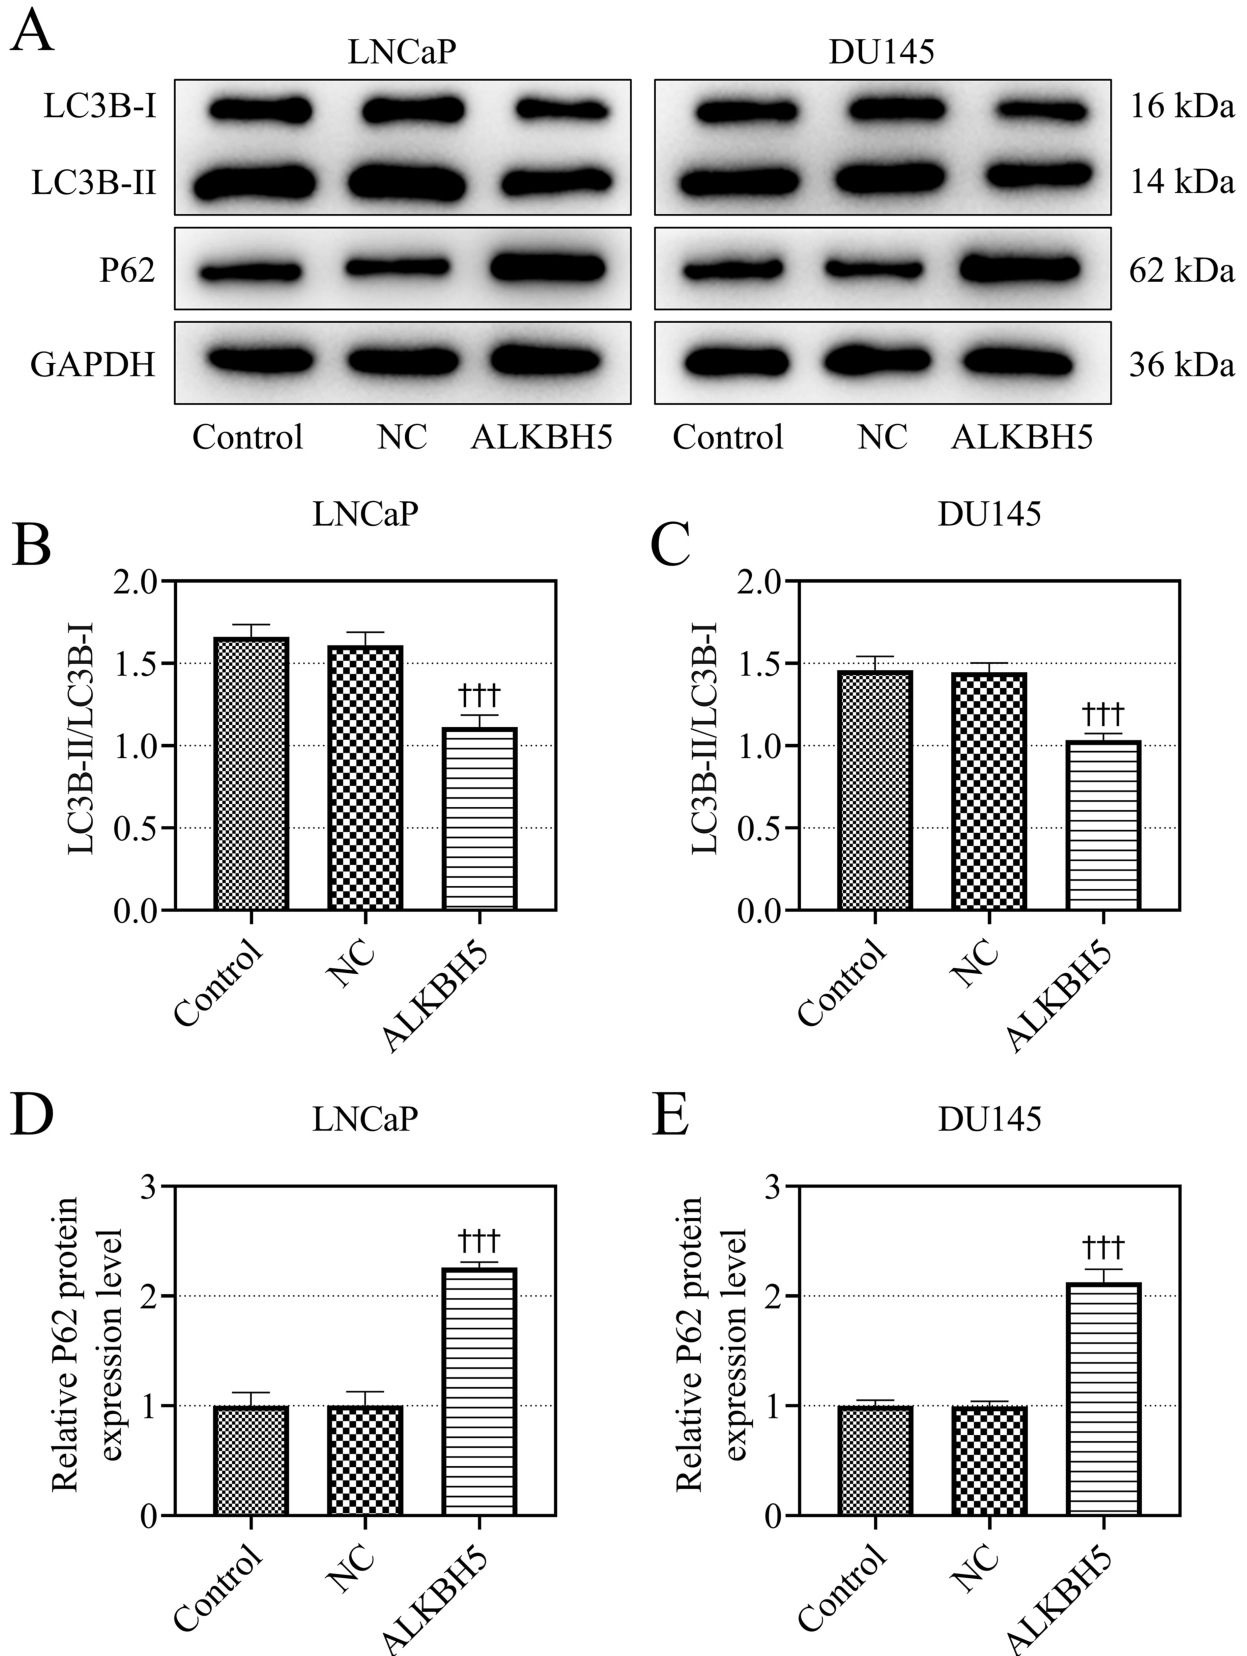 A
LNCaP DU145
LC3B-I 16 kDa
LC3B-II 14 kDa
P62 62 kDa
GAPDH 36 kDa
Control NC ALKBH5 Control NC ALKBH5
B
LNCaP
LC3B-II/LC3B-I
2.0
1.5
1.0
0.5
0.0
†††
Control NC ALKBH5
C
DU145
LC3B-II/LC3B-I
2.0
1.5
1.0
0.5
0.0
†††
Control NC ALKBH5
D
LNCaP
Relative P62 protein
expression level
3
2
1
0
†††
Control NC ALKBH5
E
DU145
Relative P62 protein
expression level
3
2
1
0
†††
Control NC ALKBH5